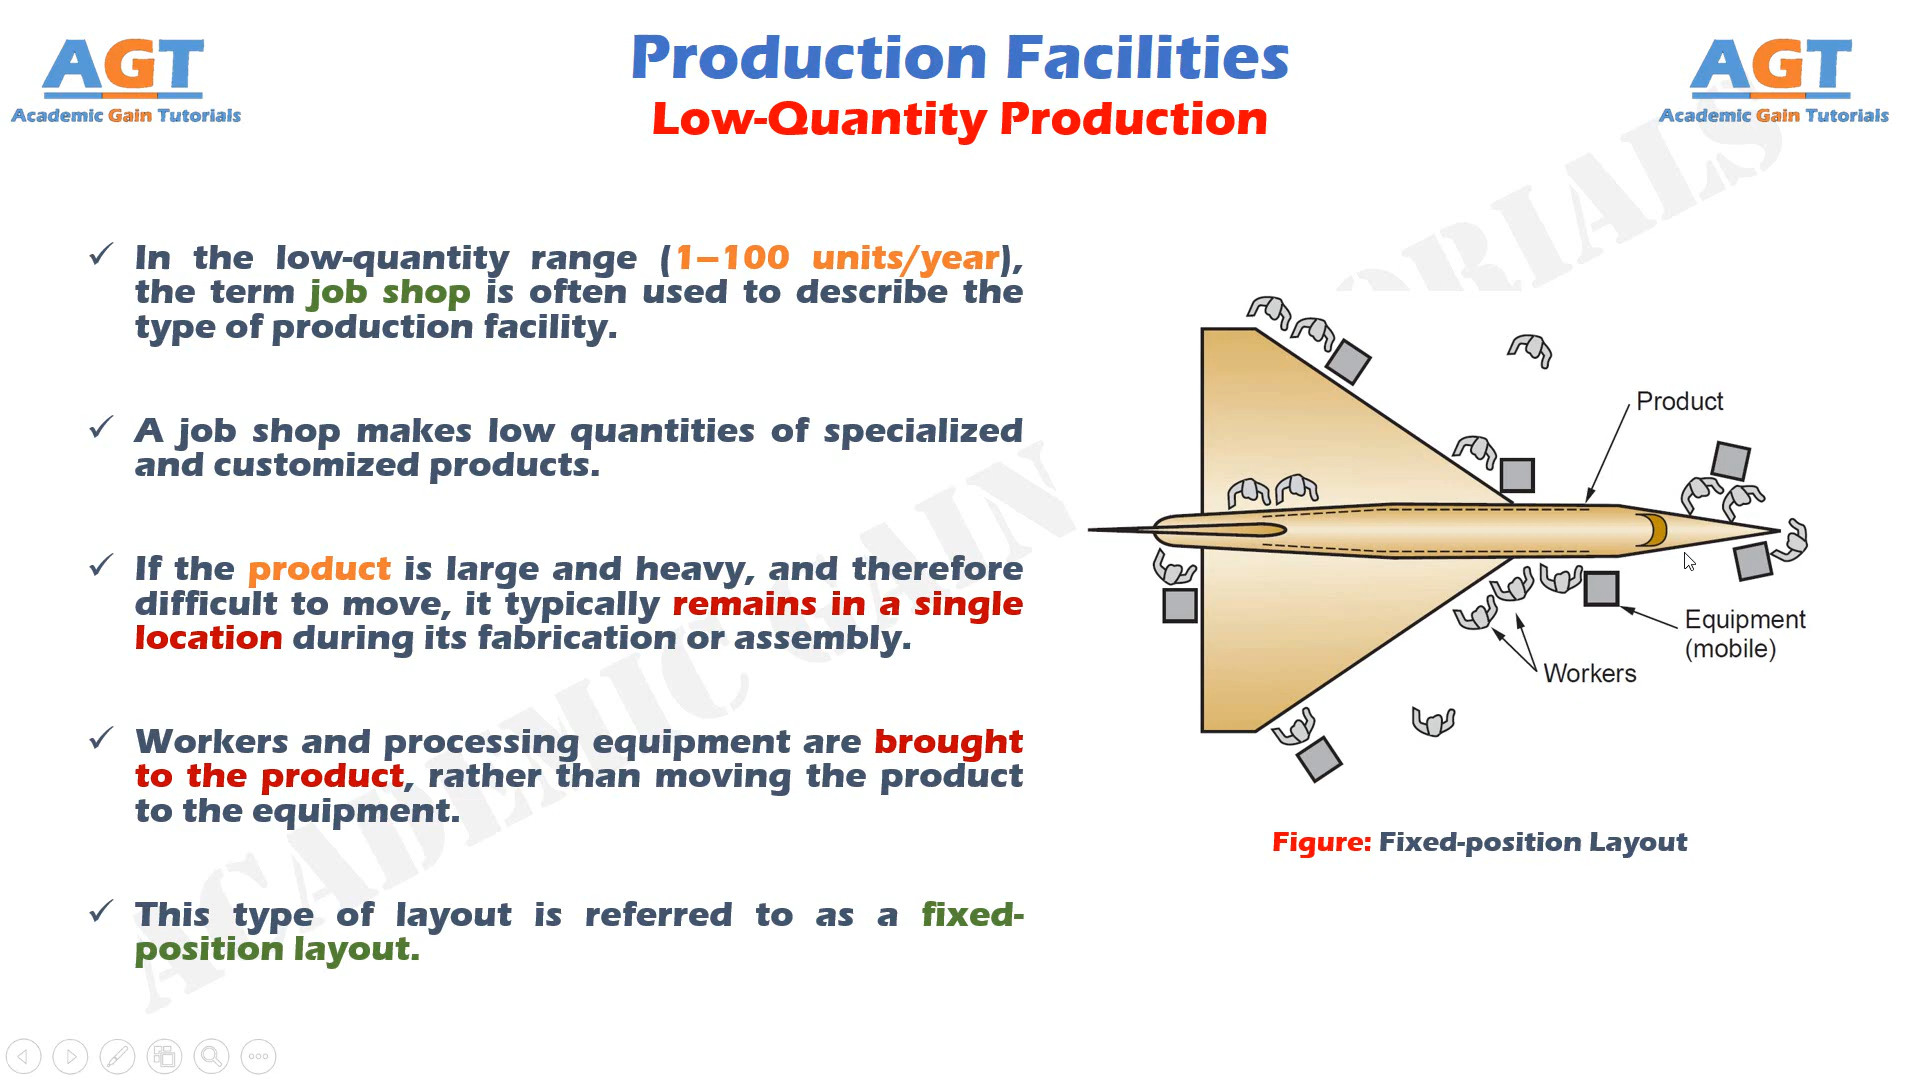 AGT
Academic Gain Tutorials
Production Facilities
Low-Quantity Production
AGT
Academic Gain Tutorials
✓ In the low-quantity range (1–100 units/year),
the term job shop is often used to describe the
type of production facility.
✓ A job shop makes low quantities of specialized
and customized products.
✓ If the product is large and heavy, and therefore
difficult to move, it typically remains in a single
location during its fabrication or assembly.
✓ Workers and processing equipment are brought
to the product, rather than moving the product
to the equipment.
✓ This type of layout is referred to as a fixed-
position layout.
Product
Equipment
(mobile)
Workers
Figure: Fixed-position Layout
ACADEMIC GAIN